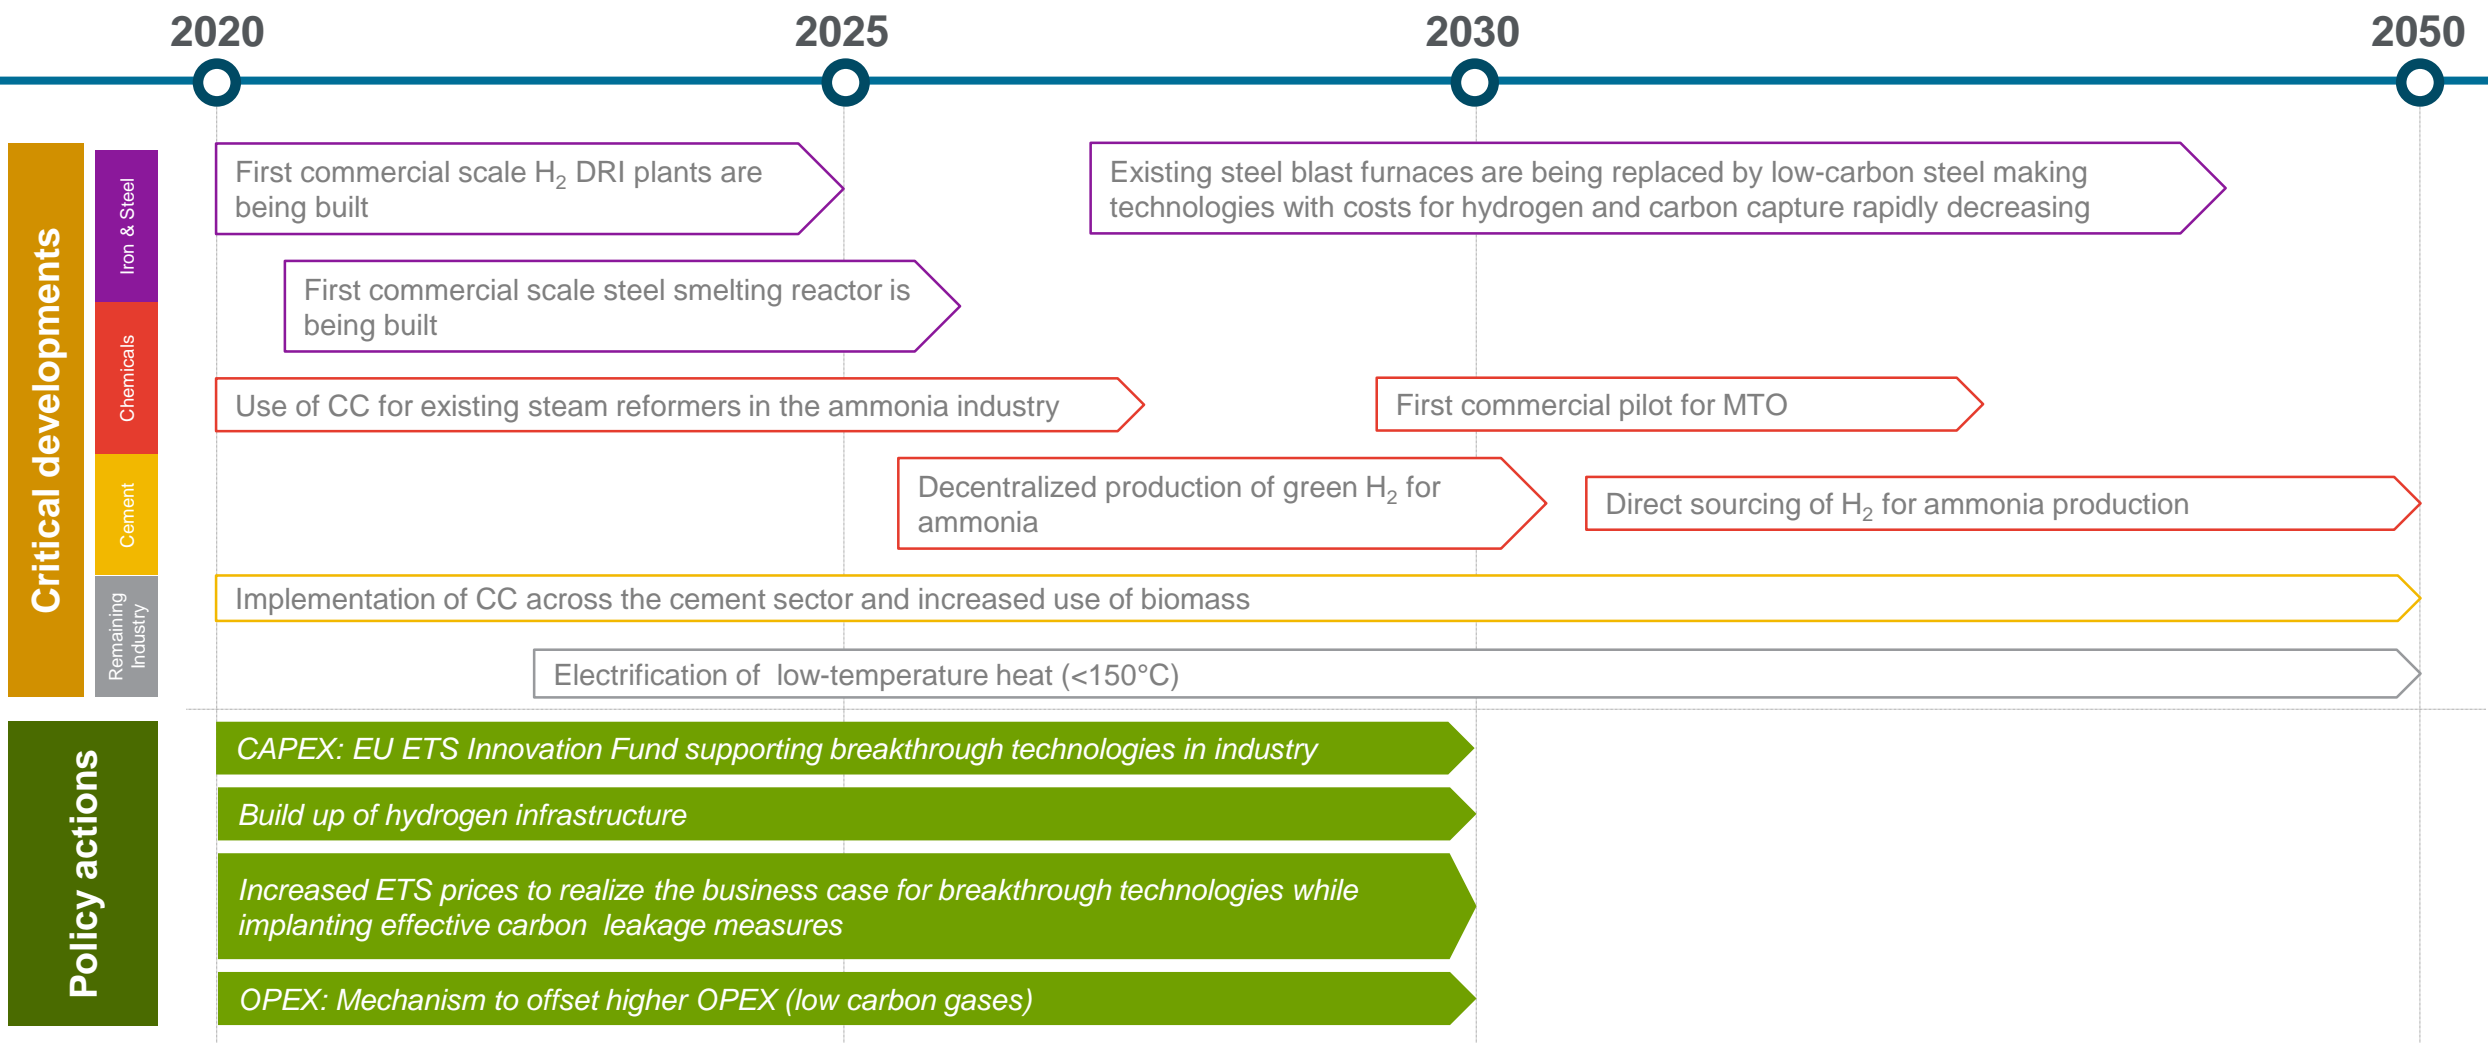 2020
2025
2030
2050
Critical developments
Iron & Steel
First commercial scale H₂ DRI plants are
being built
Existing steel blast furnaces are being replaced by low-carbon steel making
technologies with costs for hydrogen and carbon capture rapidly decreasing
First commercial scale steel smelting reactor is
being built
Chemicals
Use of CC for existing steam reformers in the ammonia industry
First commercial pilot for MTO
Decentralized production of green H₂ for
ammonia
Direct sourcing of H₂ for ammonia production
Cement
Implementation of CC across the cement sector and increased use of biomass
Remaining
Industry
Electrification of  low-temperature heat (<150°C)
Policy actions
CAPEX: EU ETS Innovation Fund supporting breakthrough technologies in industry
Build up of hydrogen infrastructure
Increased ETS prices to realize the business case for breakthrough technologies while
implanting effective carbon  leakage measures
OPEX: Mechanism to offset higher OPEX (low carbon gases)